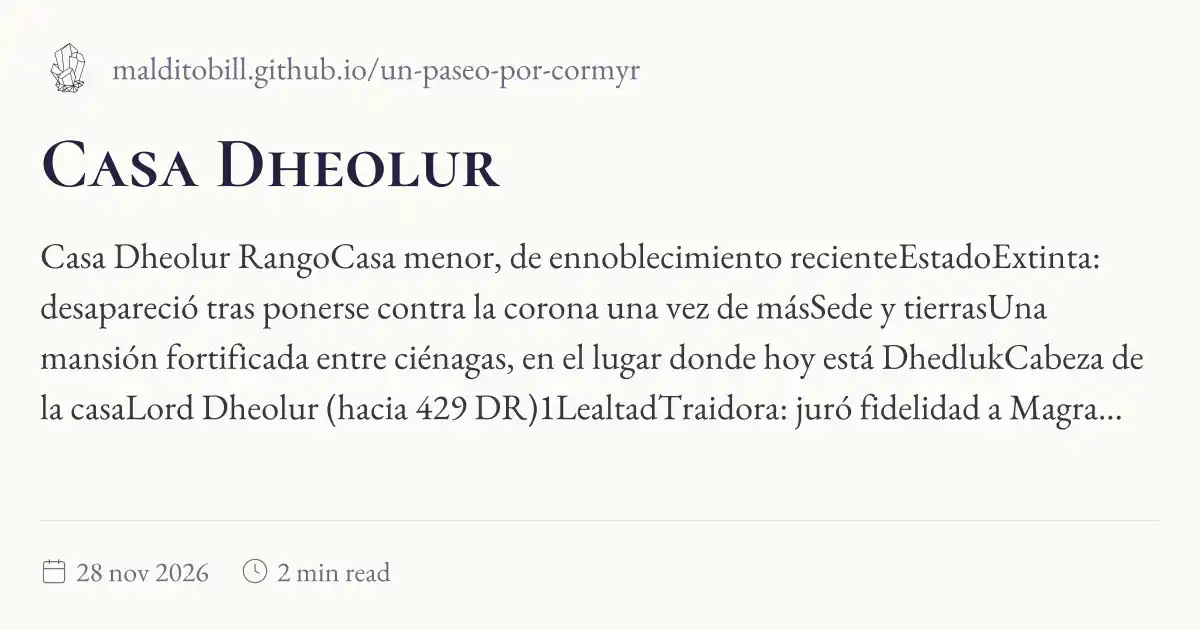 malditobill.github.io/un-paseo-por-cormyr
Casa Dheolur
Casa Dheolur RangoCasa menor, de ennoblecimiento recienteEstadoExtinta:
desapareció tras ponerse contra la corona una vez de másSede y tierrasUna
mansión fortificada entre ciénagas, en el lugar donde hoy está DhedlukCabeza de
la casaLord Dheolur (hacia 429 DR)1LealtadTraidora: juró fidelidad a Magra...
28 nov 2026
2 min read